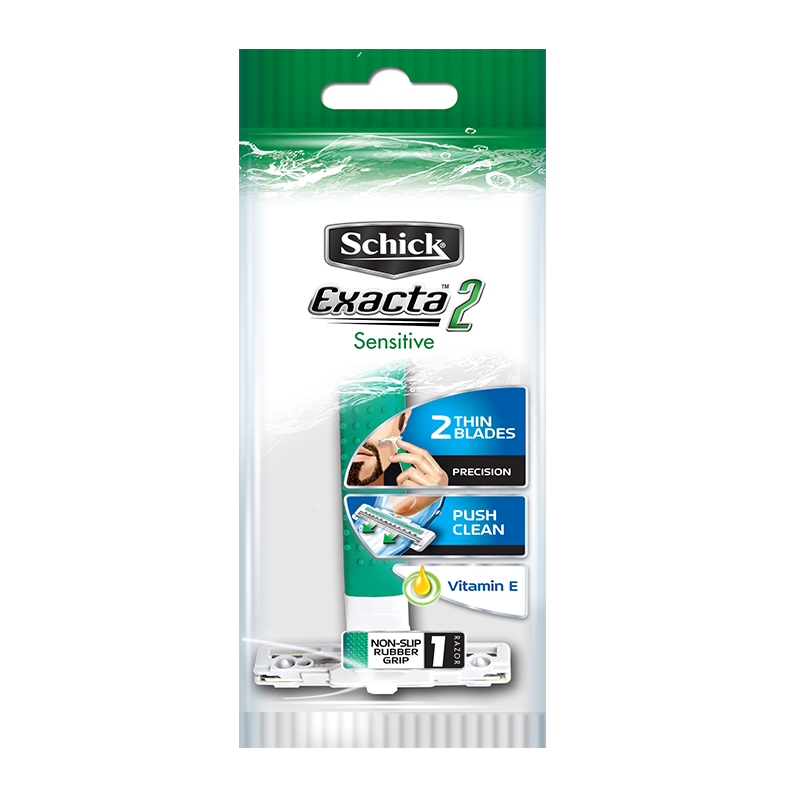 Schick®
Exacta™2
Sensitive
2 THIN
BLADES
PRECISION
PUSH
CLEAN
Vitamin E
NON-SLIP
RUBBER
GRIP
1
RAZOR